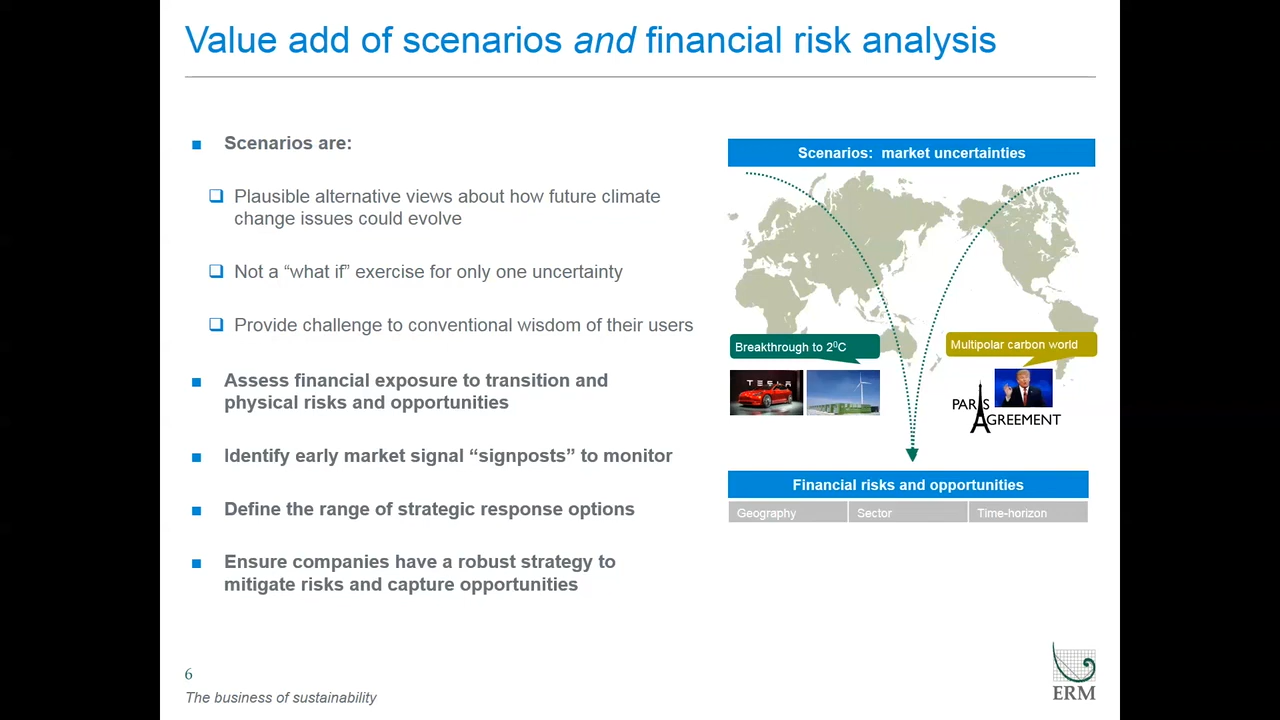 Value add of scenarios and financial risk analysis
Scenarios are:
Plausible alternative views about how future climate
change issues could evolve
Not a “what if” exercise for only one uncertainty
Provide challenge to conventional wisdom of their users
Assess financial exposure to transition and
physical risks and opportunities
Identify early market signal “signposts” to monitor
Define the range of strategic response options
Ensure companies have a robust strategy to
mitigate risks and capture opportunities
Scenarios: market uncertainties
Breakthrough to 2⁰C
Multipolar carbon world
TESLA
PARIS
AGREEMENT
Financial risks and opportunities
Geography
Sector
Time-horizon
6
The business of sustainability
ERM